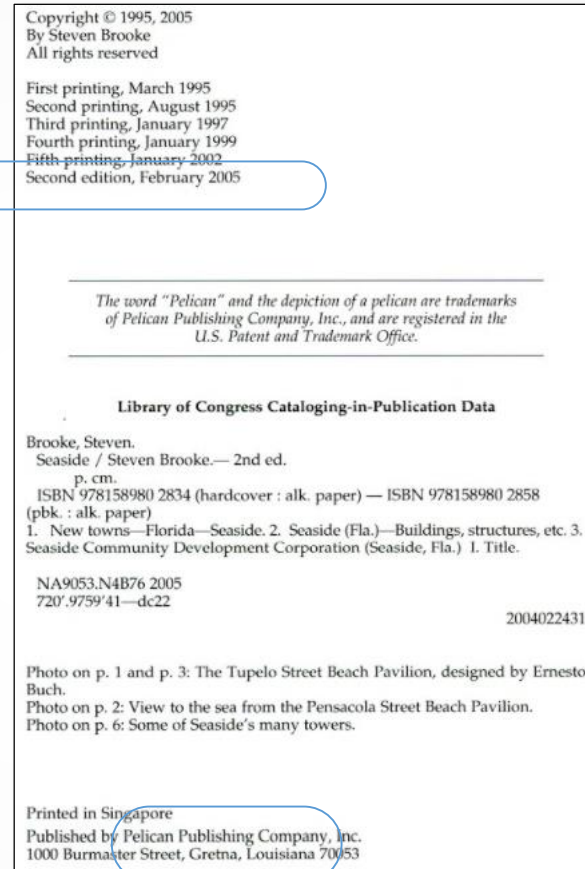 Copyright © 1995, 2005
By Steven Brooke
All rights reserved
First printing, March 1995
Second printing, August 1995
Third printing, January 1997
Fourth printing, January 1999
Fifth printing, January 2002
Second edition, February 2005
The word "Pelican" and the depiction of a pelican are trademarks
of Pelican Publishing Company, Inc., and are registered in the
U.S. Patent and Trademark Office.
Library of Congress Cataloging-in-Publication Data
Brooke, Steven.
Seaside / Steven Brooke.— 2nd ed.
p. cm.
ISBN 978158980 2834 (hardcover : alk. paper) — ISBN 978158980 2858
(pbk. : alk. paper)
1. New towns—Florida—Seaside. 2. Seaside (Fla.)—Buildings, structures, etc. 3.
Seaside Community Development Corporation (Seaside, Fla.) I. Title.
NA9053.N4B76 2005
720'.9759'41—dc22
2004022431
Photo on p. 1 and p. 3: The Tupelo Street Beach Pavilion, designed by Ernesto
Buch.
Photo on p. 2: View to the sea from the Pensacola Street Beach Pavilion.
Photo on p. 6: Some of Seaside's many towers.
Printed in Singapore
Published by Pelican Publishing Company, Inc.
1000 Burmaster Street, Gretna, Louisiana 70053